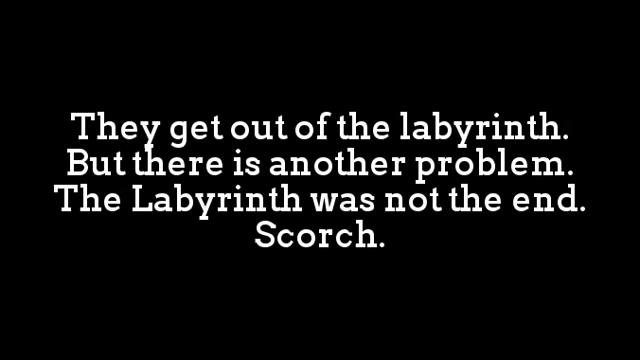 They get out of the labyrinth.
But there is another problem.
The Labyrinth was not the end.
Scorch.